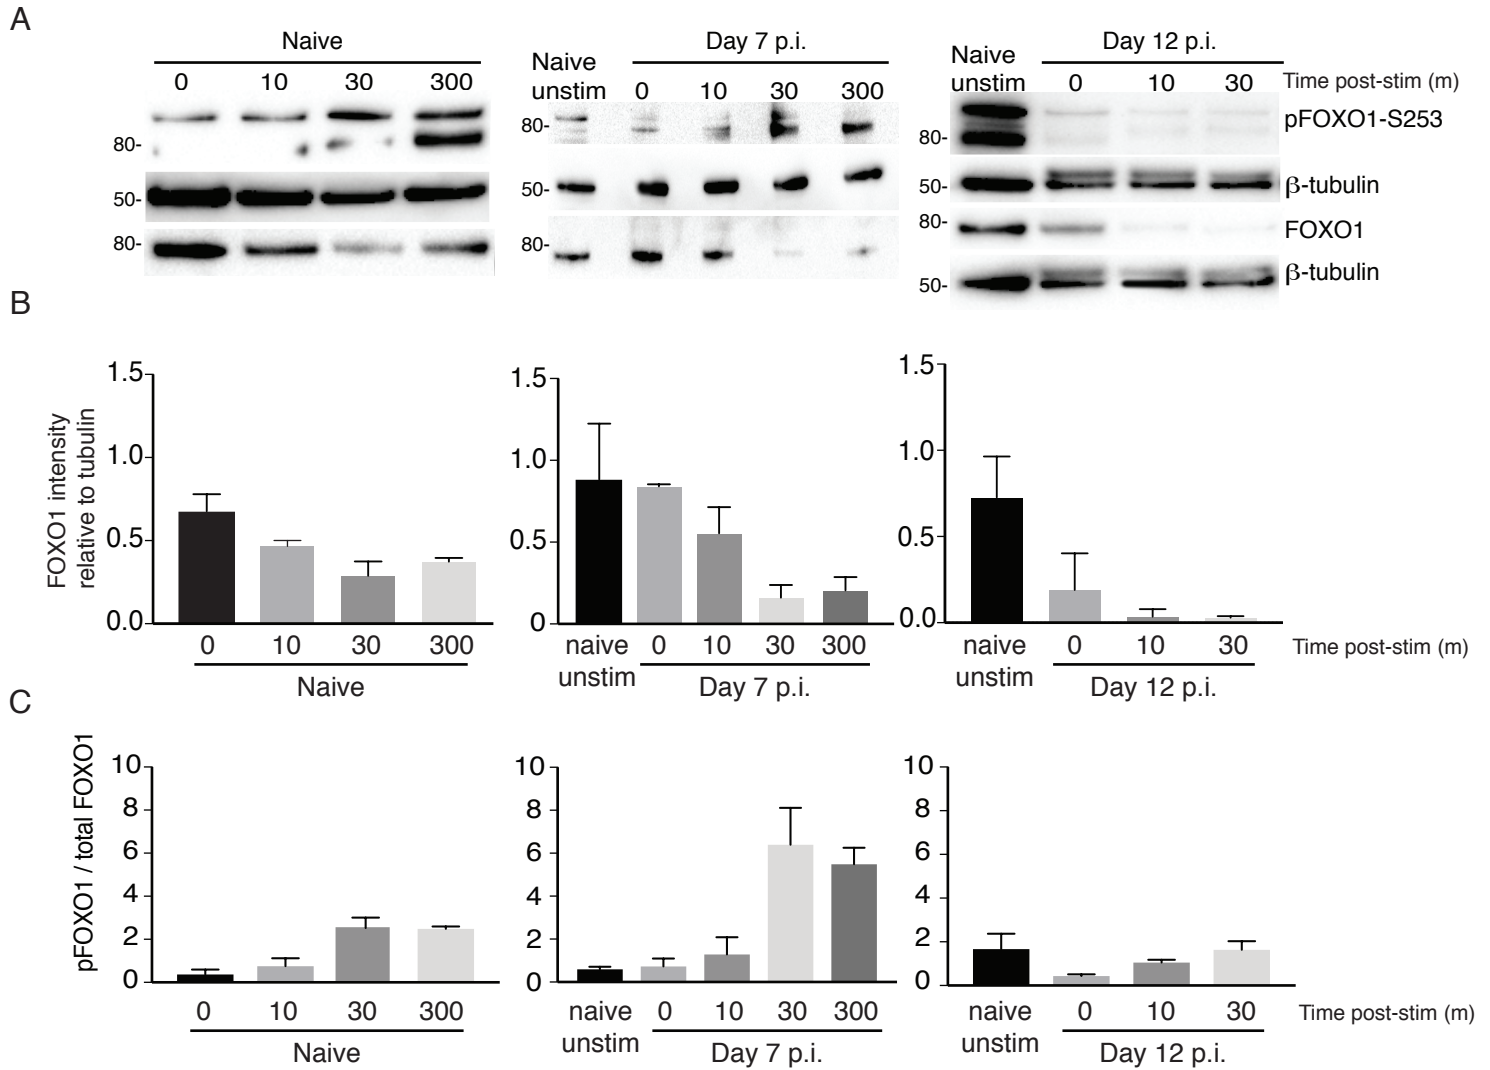 A
Naive
0 10 30 300
80-
50-
80-
Day 7 p.i.
Naive
unstim 0 10 30 300
80-
50-
80-
Day 12 p.i.
Naive
unstim 0 10 30 Time post-stim (m)
80- pFOXO1-S253
50- β-tubulin
80- FOXO1
50- β-tubulin
B
FOXO1 intensity
relative to tubulin
1.5
1.0
0.5
0.0
0 10 30 300
Naive
1.5
1.0
0.5
0
naive
unstim
0 10 30 300
Day 7 p.i.
1.5
1.0
0.5
0.0
naive
unstim
0 10 30 Time post-stim (m)
Day 12 p.i.
C
pFOXO1 / total FOXO1
10
8
6
4
2
0
0 10 30 300
Naive
10
8
6
4
2
0
naive
unstim
0 10 30 300
Day 7 p.i.
10
8
6
4
2
0
naive
unstim
0 10 30 Time post-stim (m)
Day 12 p.i.